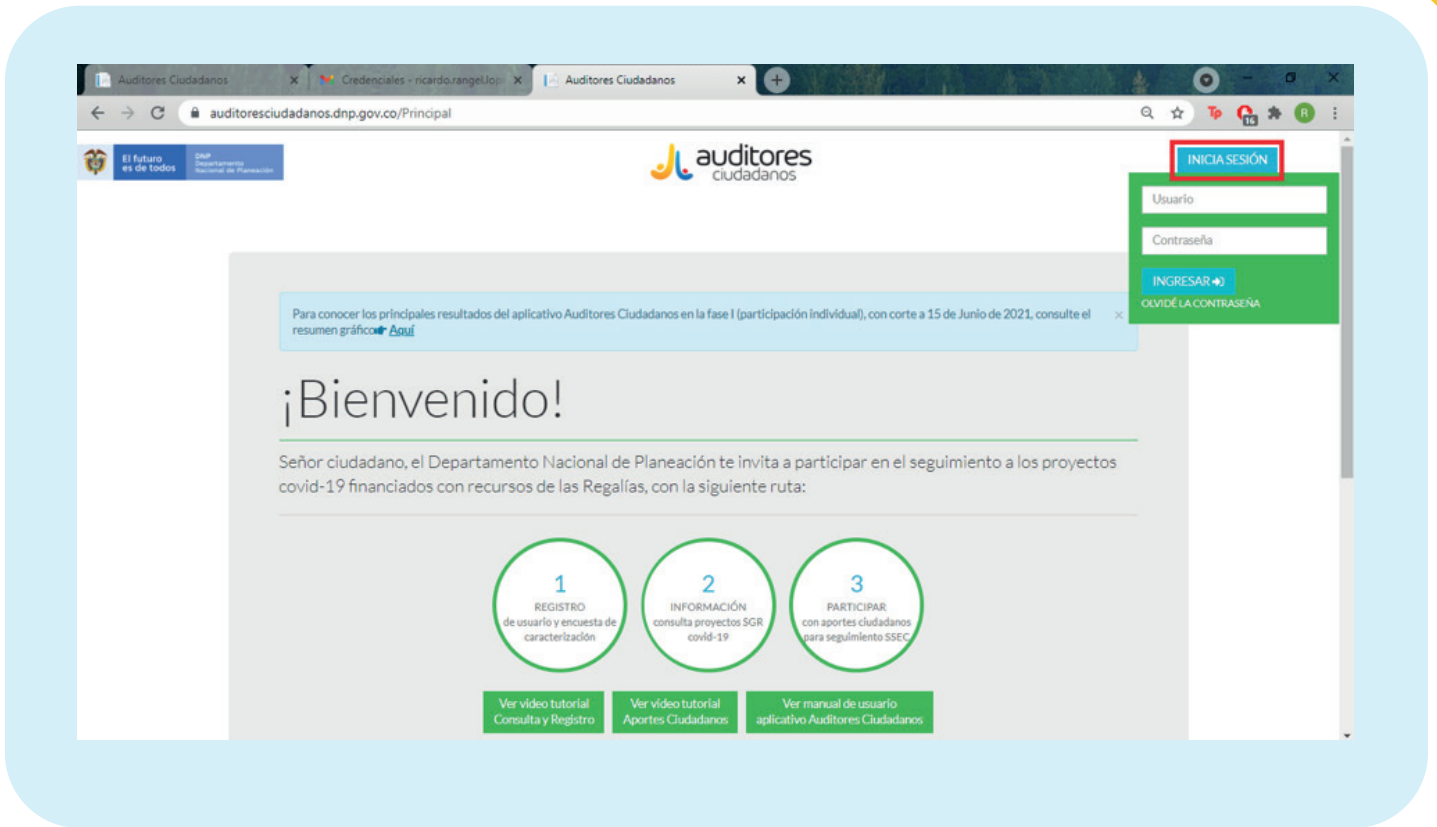 Auditores Ciudadanos
Credenciales - ricardo.rangel.lop
Auditores Ciudadanos
auditoresciudadanos.dnp.gov.co/Principal
Tp
16
R
El futuro
es de todos
DNP
Departamento
Nacional de Planeación
auditores
ciudadanos
INICIA SESIÓN
Usuario
Contraseña
INGRESAR
OLVIDÉ LA CONTRASEÑA
Para conocer los principales resultados del aplicativo Auditores Ciudadanos en la fase I (participación individual), con corte a 15 de Junio de 2021, consulte el
resumen gráfico Aquí
¡Bienvenido!
Señor ciudadano, el Departamento Nacional de Planeación te invita a participar en el seguimiento a los proyectos
covid-19 financiados con recursos de las Regalías, con la siguiente ruta:
1
REGISTRO
de usuario y encuesta de
caracterización
2
INFORMACIÓN
consulta proyectos SGR
covid-19
3
PARTICIPAR
con aportes ciudadanos
para seguimiento SSEC
Ver video tutorial
Consulta y Registro
Ver video tutorial
Aportes Ciudadanos
Ver manual de usuario
aplicativo Auditores Ciudadanos